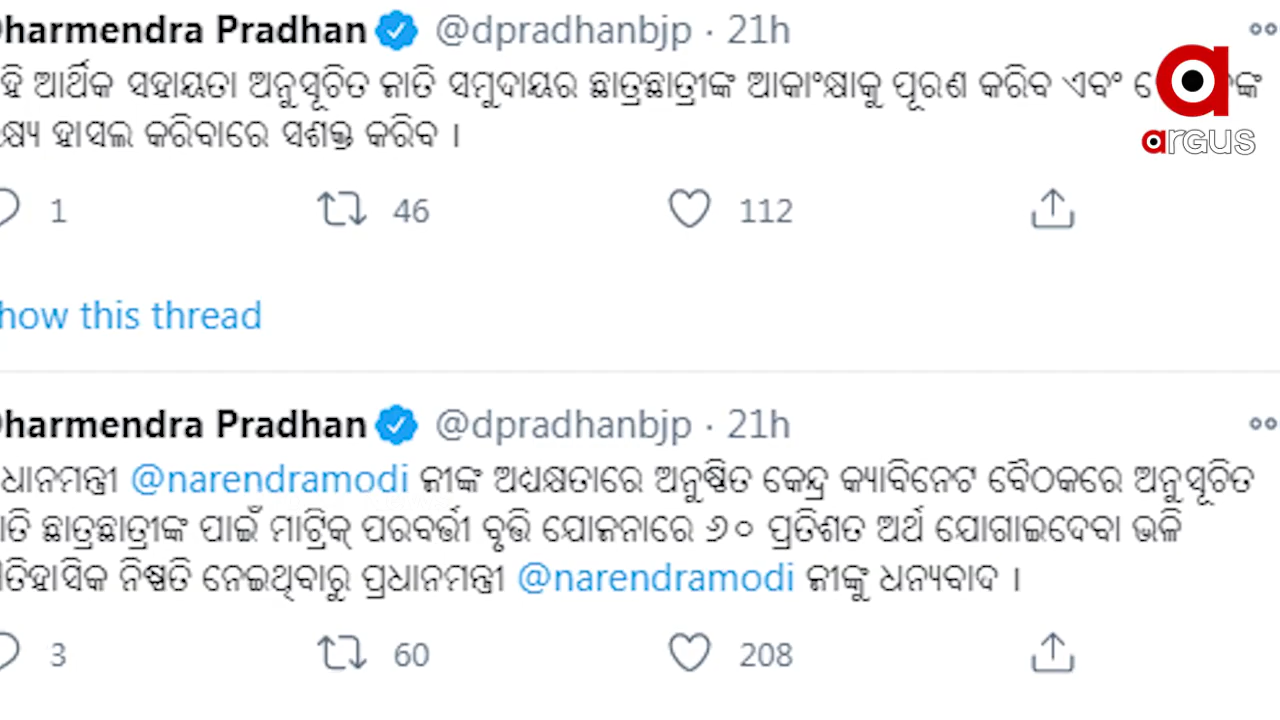 Dharmendra Pradhan @dpradhanbjp · 21h
ହି ଆର୍ଥିକ ସହାୟତା ଅନୁସୂଚିତ ଜାତି ସମୁଦାୟର ଛାତ୍ରଛାତ୍ରୀଙ୍କ ଆକାଂକ୍ଷାକୁ ପୂରଣ କରିବ ଏବଂ
argus
ହାସଲ କରିବାରେ ସଶକ୍ତ କରିବ ।
1 46 112
how this thread
Dharmendra Pradhan @dpradhanbjp · 21h
ଧାନମନ୍ତ୍ରୀ @narendramodi ଜୀଙ୍କ ଅଧ୍ୟକ୍ଷତାରେ ଅନୁଷ୍ଠିତ କେନ୍ଦ୍ର କ୍ୟାବିନେଟ ବୈଠକରେ ଅନୁସୂଚିତ
ାତି ଛାତ୍ରଛାତ୍ରୀଙ୍କ ପାଇଁ ମାଟ୍ରିକ୍ ପରବର୍ତ୍ତୀ ବୃତ୍ତି ଯୋଜନାରେ ୬୦ ପ୍ରତିଶତ ଅର୍ଥ ଯୋଗାଇଦେବା ଭଳି
ତିହାସିକ ନିଷ୍ପତି ନେଇଥିବାରୁ ପ୍ରଧାନମନ୍ତ୍ରୀ @narendramodi ଜୀଙ୍କୁ ଧନ୍ୟବାଦ ।
3 60 208